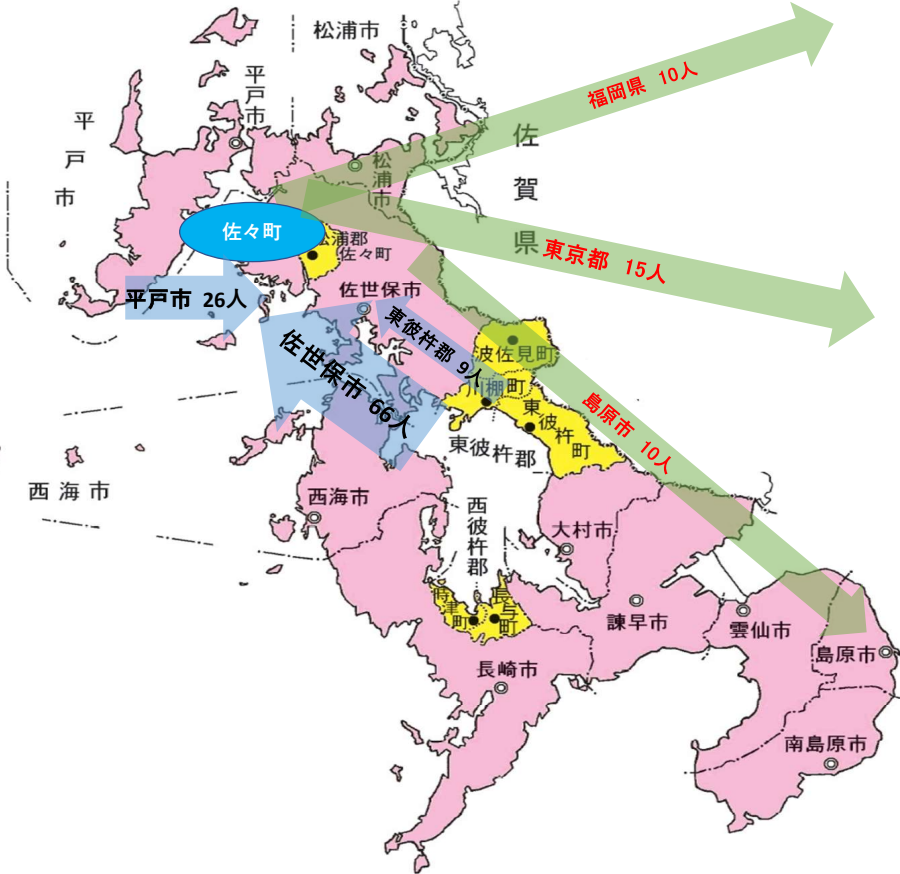 松浦市
平戸市
平戸市
松浦市
佐賀県
福岡県 10人
東京都 15人
佐々町
松浦郡
佐々町
平戸市 26人
佐世保市
東彼杵郡 9人
佐世保市 66人
波佐見町
川棚町
東彼杵町
東彼杵郡
島原市 10人
西海市
西海市
西彼杵郡
大村市
時津町
長与町
諫早市
雲仙市
島原市
長崎市
南島原市